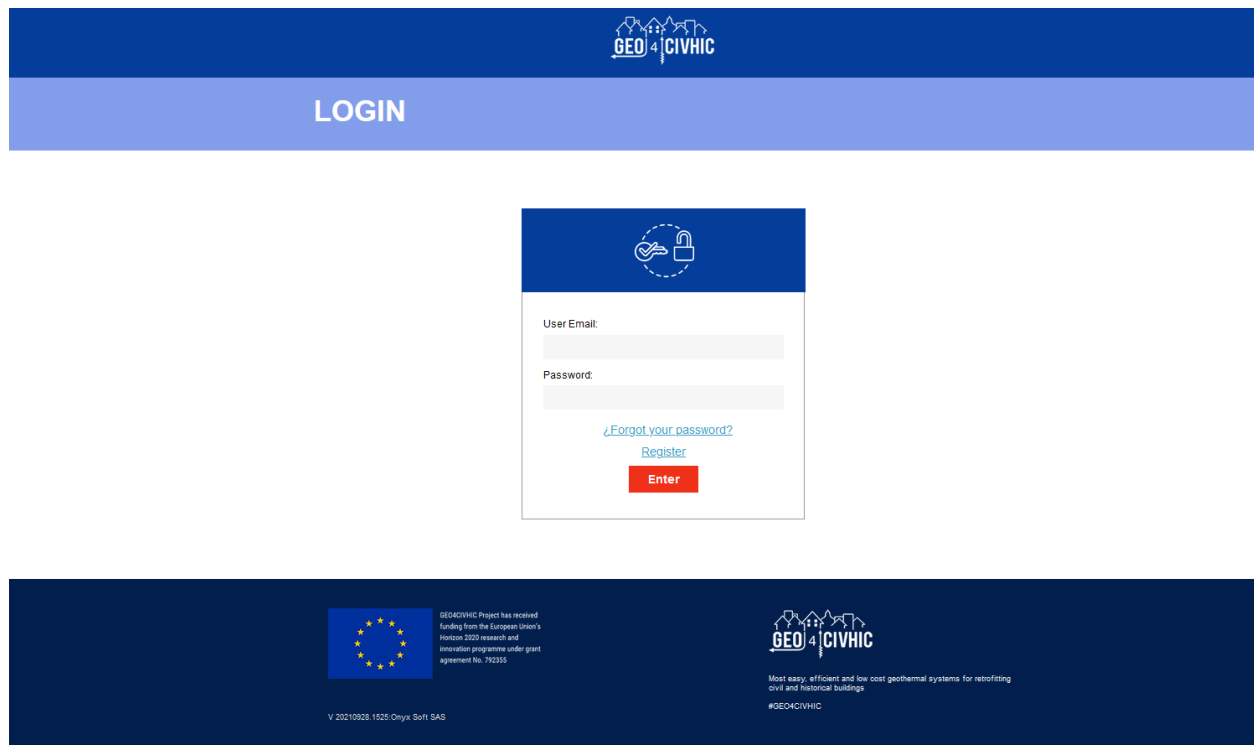 GEO 4 CIVHIC
LOGIN
User Email:
Password:
¿Forgot your password?
Register
Enter
GEO4CIVHIC Project has received
funding from the European Union's
Horizon 2020 research and
innovation programme under grant
agreement No. 792355
V 20210928.1525:Onyx Soft SAS
GEO 4 CIVHIC
Most easy, efficient and low cost geothermal systems for retrofitting
civil and historical buildings
#GEO4CIVHIC